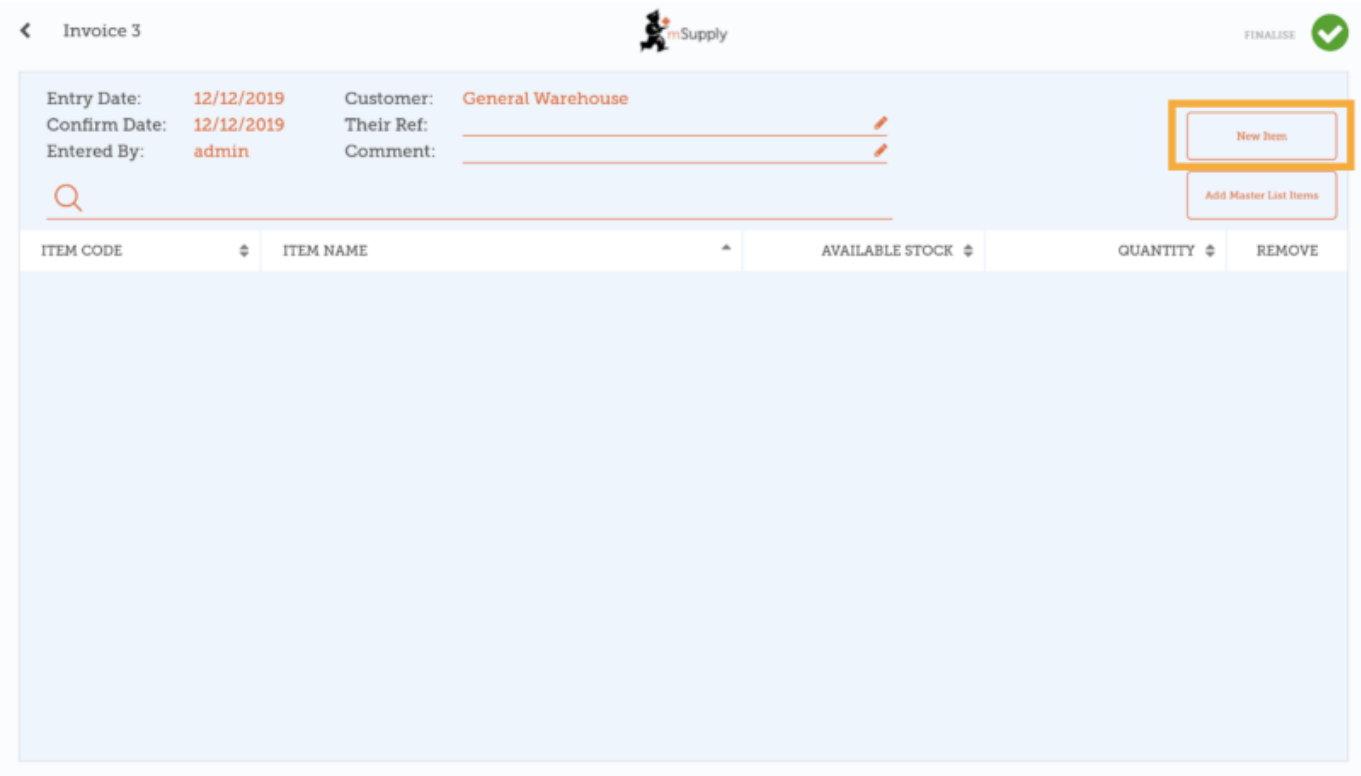 Invoice 3
mSupply
FINALISE
Entry Date: 12/12/2019 Customer: General Warehouse
Confirm Date: 12/12/2019 Their Ref:
Entered By: admin Comment:
New Item
Add Master List Items
ITEM CODE ITEM NAME AVAILABLE STOCK QUANTITY REMOVE